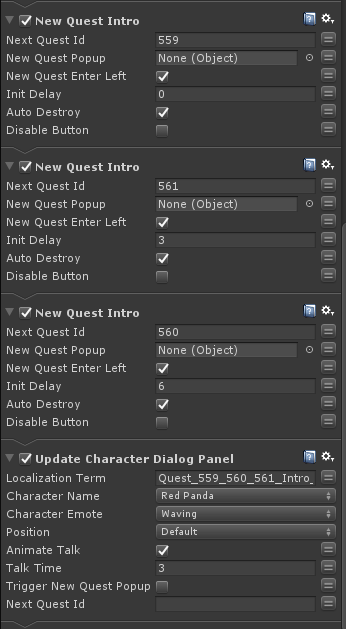 New Quest Intro
Next Quest Id 559
New Quest Popup None (Object)
New Quest Enter Left
Init Delay 0
Auto Destroy
Disable Button
New Quest Intro
Next Quest Id 561
New Quest Popup None (Object)
New Quest Enter Left
Init Delay 3
Auto Destroy
Disable Button
New Quest Intro
Next Quest Id 560
New Quest Popup None (Object)
New Quest Enter Left
Init Delay 6
Auto Destroy
Disable Button
Update Character Dialog Panel
Localization Term Quest_559_560_561_Intro_
Character Name Red Panda
Character Emote Waving
Position Default
Animate Talk
Talk Time 3
Trigger New Quest Popup
Next Quest Id